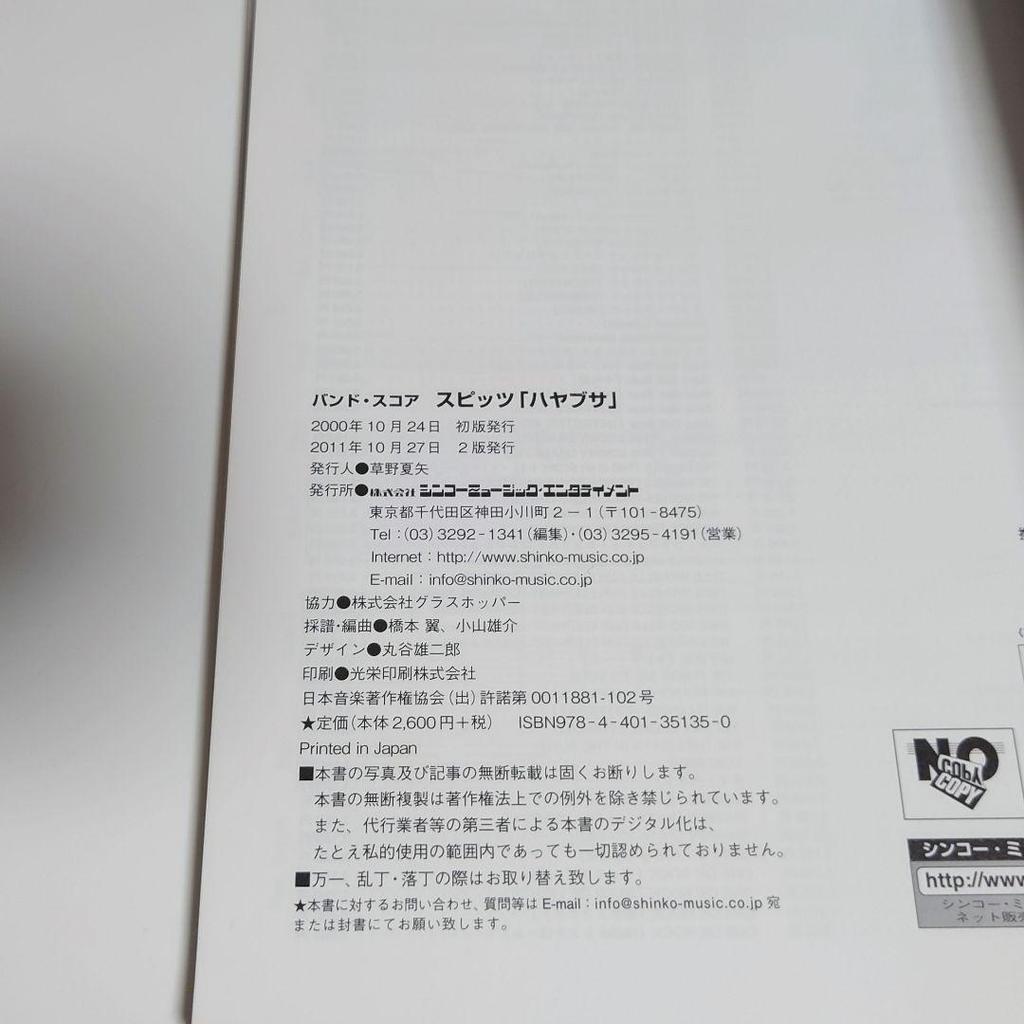 バンド・スコア スピッツ「ハヤブサ」
2000年10月24日 初版発行
2011年10月27日 2版発行
発行人●草野夏矢
発行所●株式会社 シンコーミュージック・エンタテイメント
東京都千代田区神田小川町2-1(〒101-8475)
Tel:(03)3292-1341(編集)・(03)3295-4191(営業)
Internet:http://www.shinko-music.co.jp
E-mail:info@shinko-music.co.jp
協力●株式会社グラスホッパー
採譜・編曲●橋本 翼、小山雄介
デザイン●丸谷雄二郎
印刷●光栄印刷株式会社
日本音楽著作権協会(出)許諾第0011881-102号
★定価(本体2,600円+税) ISBN978-4-401-35135-0
Printed in Japan
■本書の写真及び記事の無断転載は固くお断りします。
本書の無断複製は著作権法上での例外を除き禁じられています。
また、代行業者等の第三者による本書のデジタル化は、
たとえ私的使用の範囲内であっても一切認められておりません。
■万一、乱丁・落丁の際はお取り替え致します。
★本書に対するお問い合わせ、質問等はE-mail:info@shinko-music.co.jp宛
または封書にてお願い致します。
NO
COPY
COPY
シンコー・ミ
http://www
シンコー・ミ
ネット販売